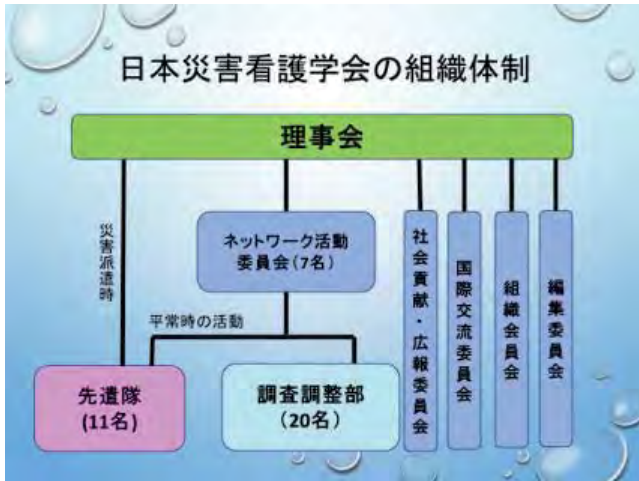 日本災害看護学会の組織体制
理事会
災害派遣時
ネットワーク活動
委員会(7名)
社会貢献・広報委員会
国際交流委員会
組織会員会
編集委員会
平常時の活動
先遣隊
(11名)
調査調整部
(20名)